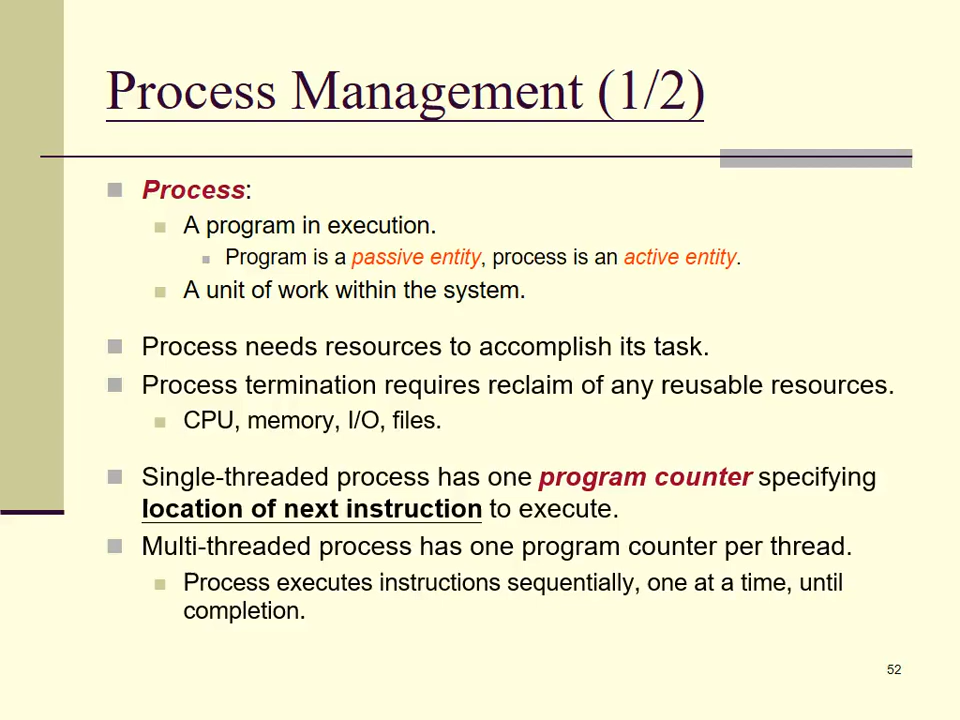 Process Management (1/2)
Process:
A program in execution.
Program is a passive entity, process is an active entity.
A unit of work within the system.
Process needs resources to accomplish its task.
Process termination requires reclaim of any reusable resources.
CPU, memory, I/O, files.
Single-threaded process has one program counter specifying
location of next instruction to execute.
Multi-threaded process has one program counter per thread.
Process executes instructions sequentially, one at a time, until
completion.
52